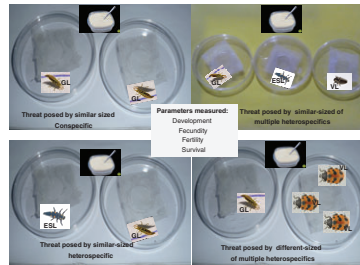 GL
GL
Threat posed by similar sized
Conspecific
GL
ESL
VL
Threat posed by similar-sized of
multiple heterospecifics
Parameters measured:
Development
Fecundity
Fertility
Survival
ESL
GL
Threat posed by similar-sized
heterospecific
GL
VL
VL
Threat posed by different-sized
of multiple heterospecifics